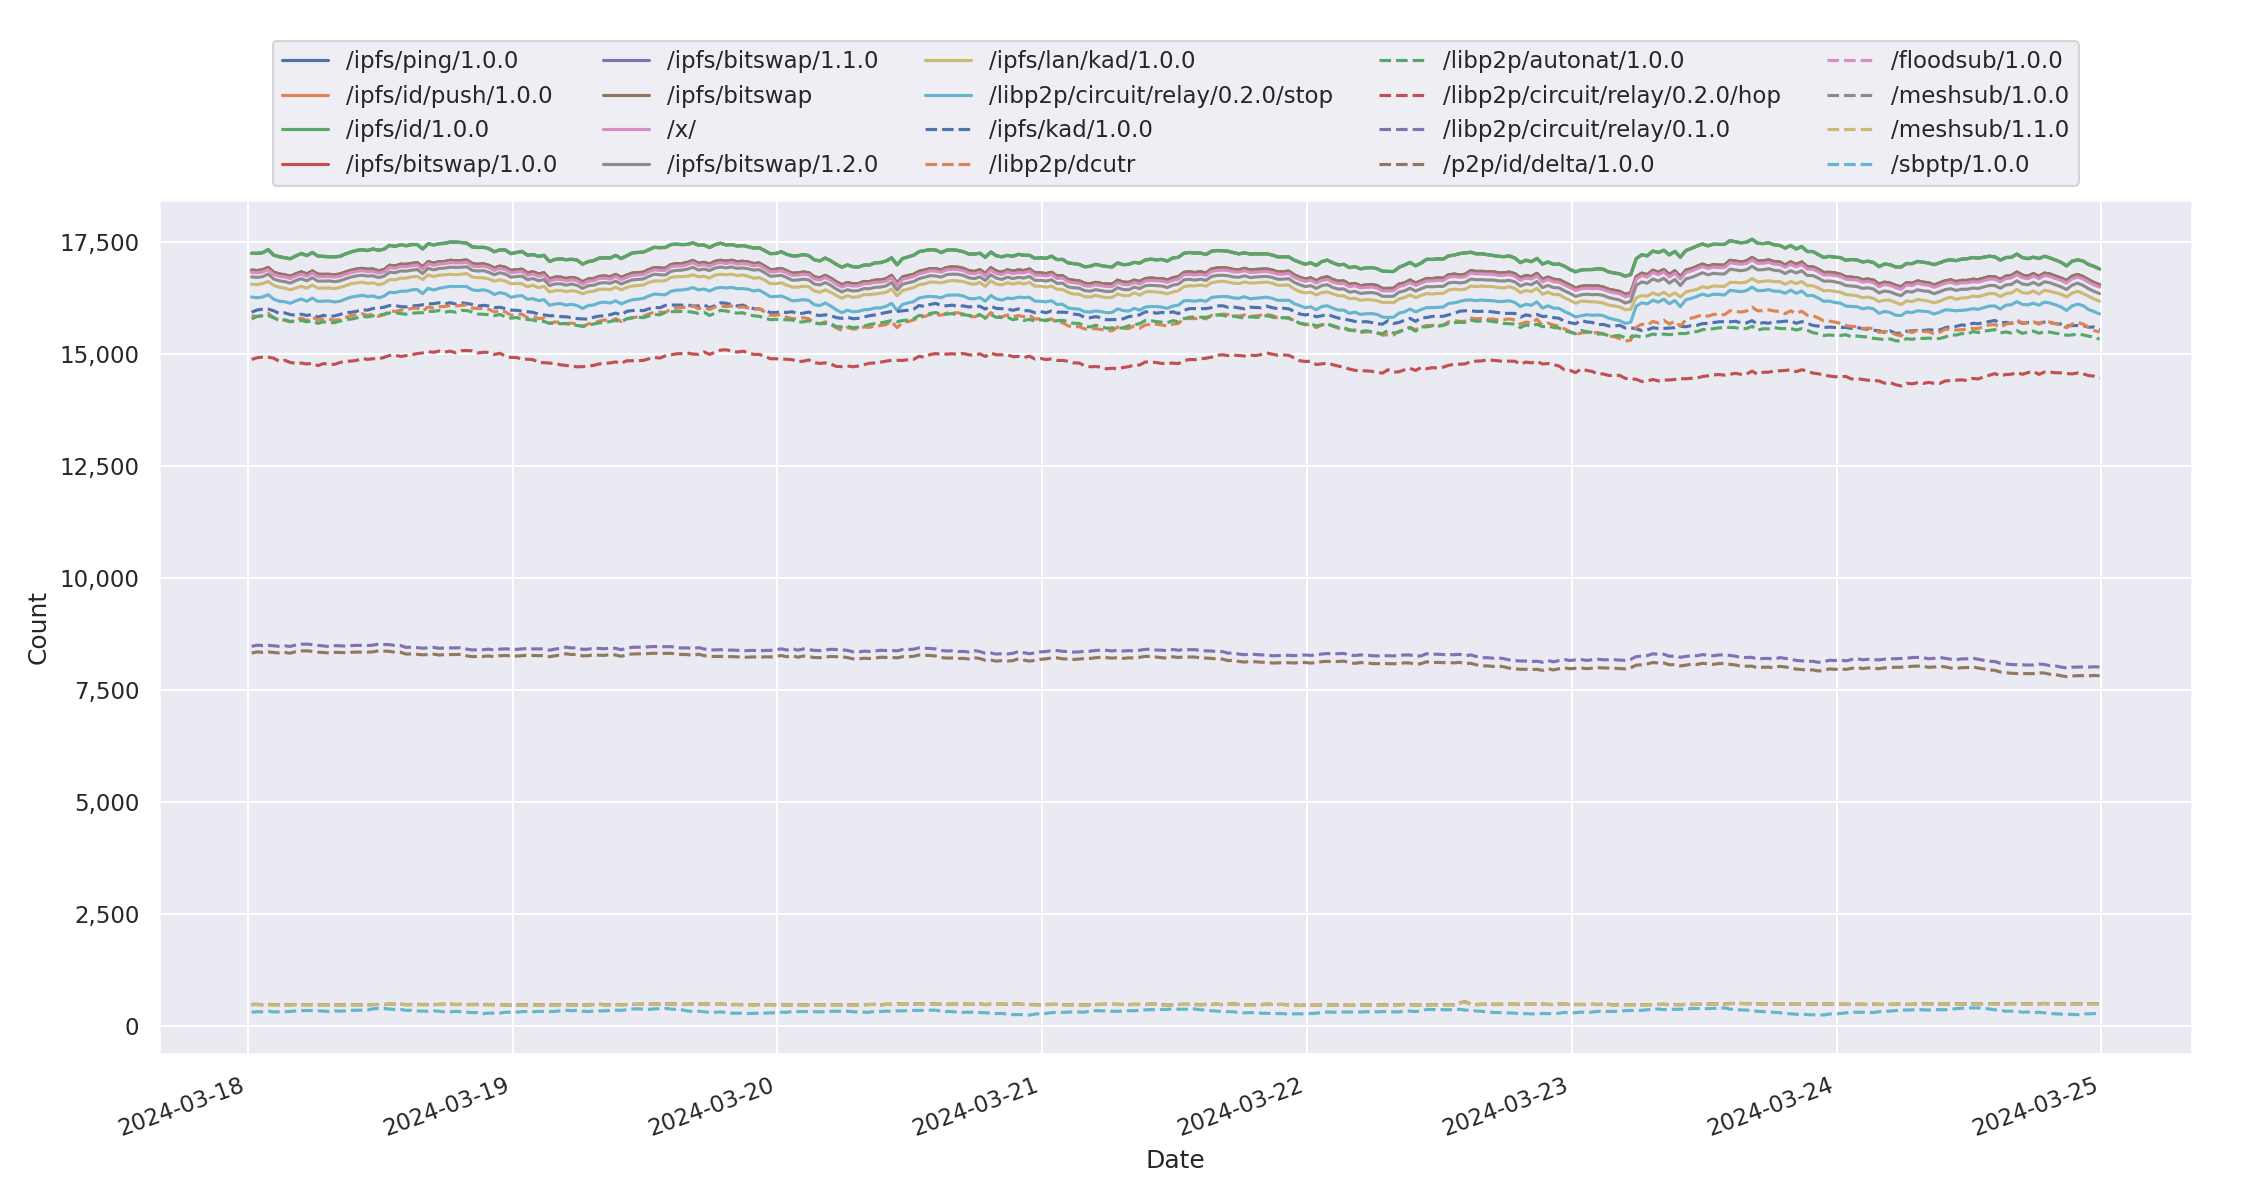 /ipfs/ping/1.0.0
/ipfs/id/push/1.0.0
/ipfs/id/1.0.0
/ipfs/bitswap/1.0.0
/ipfs/bitswap/1.1.0
/ipfs/bitswap
/x/
/ipfs/bitswap/1.2.0
/ipfs/lan/kad/1.0.0
/libp2p/circuit/relay/0.2.0/stop
/ipfs/kad/1.0.0
/libp2p/dcutr
/libp2p/autonat/1.0.0
/libp2p/circuit/relay/0.2.0/hop
/libp2p/circuit/relay/0.1.0
/p2p/id/delta/1.0.0
/floodsub/1.0.0
/meshsub/1.0.0
/meshsub/1.1.0
/sbptp/1.0.0
17,500
15,000
12,500
10,000
7,500
5,000
2,500
0
Count
2024-03-18
2024-03-19
2024-03-20
2024-03-21
2024-03-22
2024-03-23
2024-03-24
2024-03-25
Date